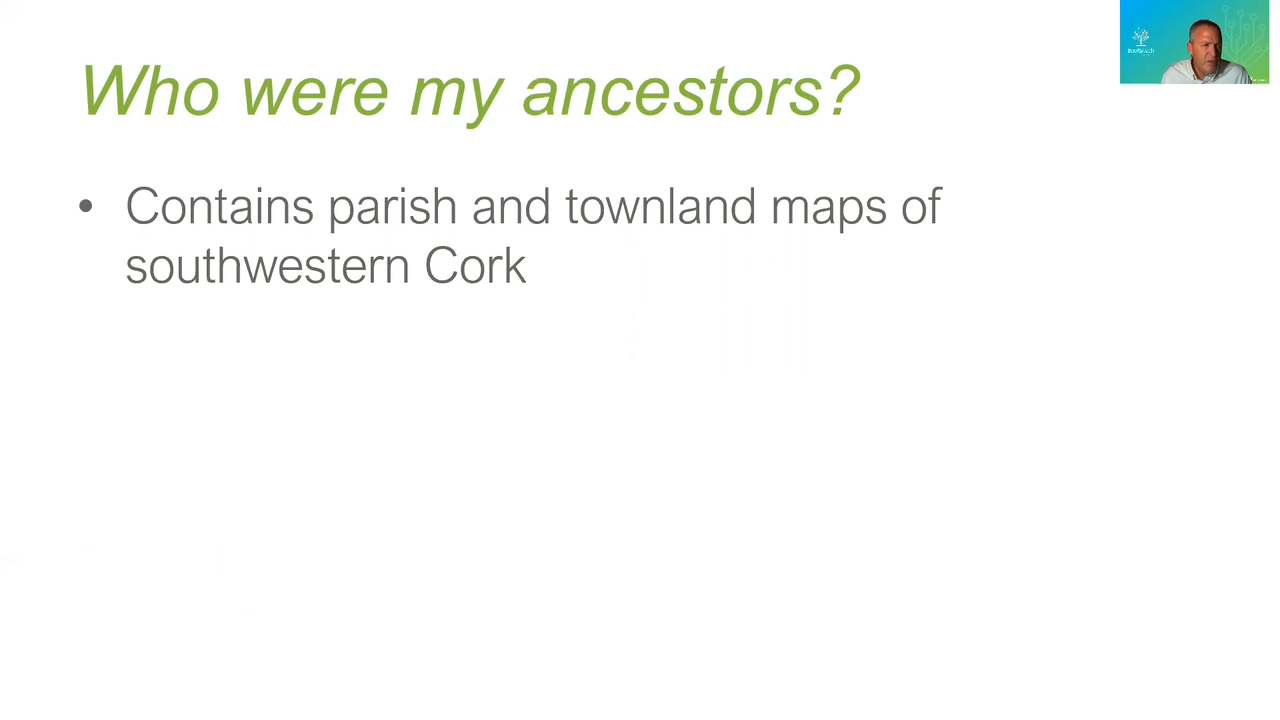 Who were my ancestors?
• Contains parish and townland maps of
southwestern Cork